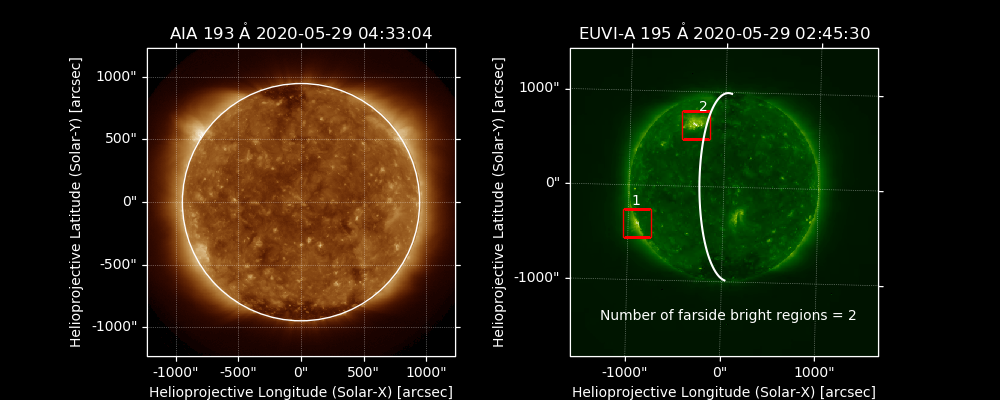 AIA 193 Å 2020-05-29 04:33:04
EUVI-A 195 Å 2020-05-29 02:45:30
Helioprojective Latitude (Solar-Y) [arcsec]
1000"
500"
0"
-500"
-1000"
-1000"
-500"
0"
500"
1000"
Helioprojective Longitude (Solar-X) [arcsec]
Helioprojective Latitude (Solar-Y) [arcsec]
1000"
0"
-1000"
2
1
Number of farside bright regions = 2
-1000"
0"
1000"
Helioprojective Longitude (Solar-X) [arcsec]